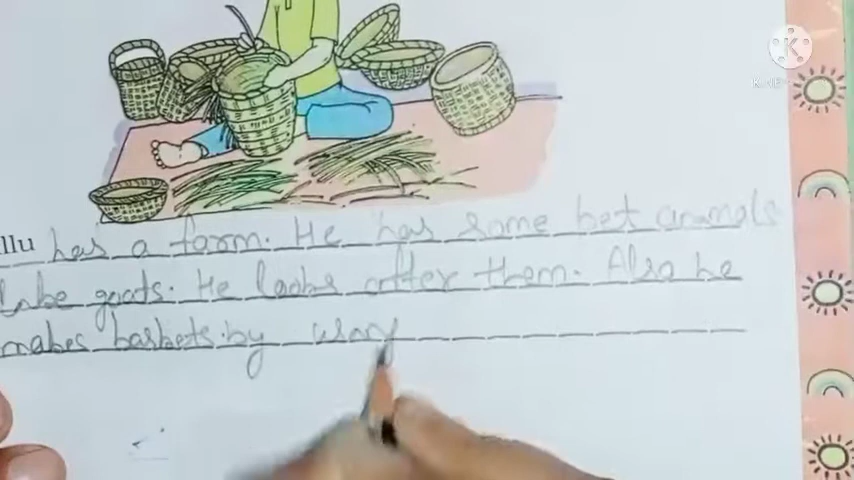 K
llu has a farm. He has some pet animals
like goats. He looks after them. Also he
makes baskets. by